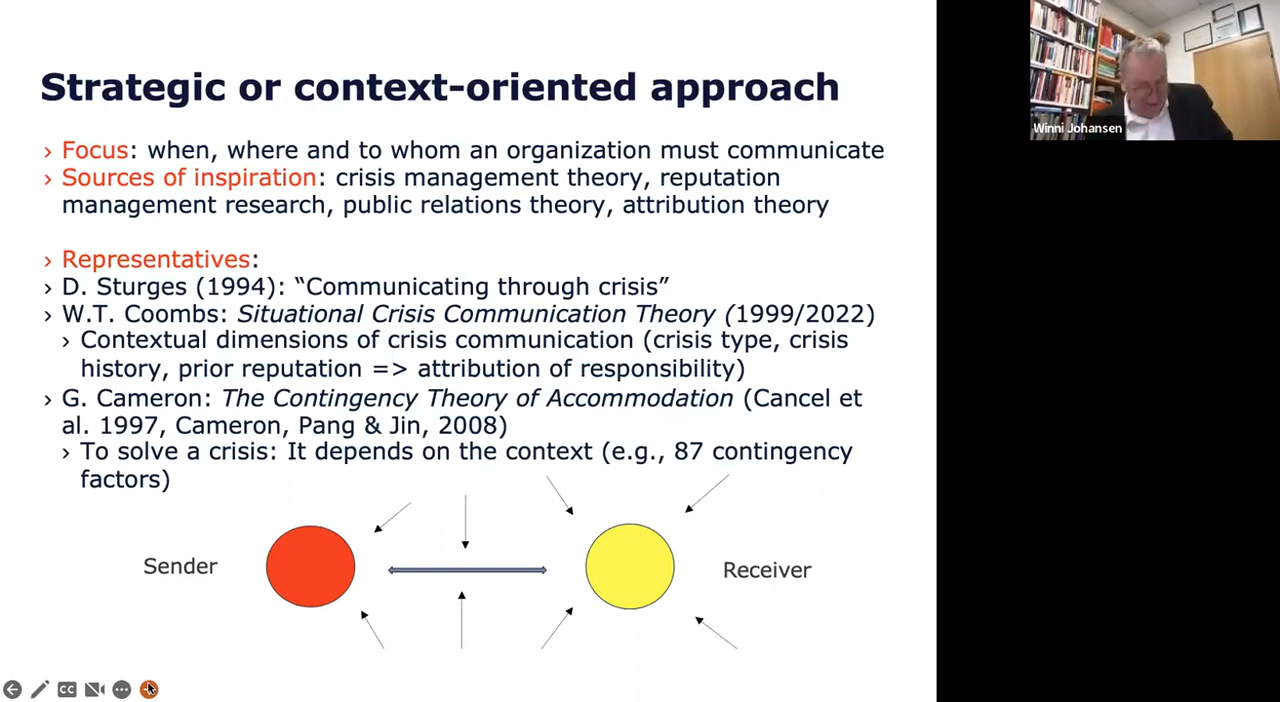 Strategic or context-oriented approach
› Focus: when, where and to whom an organization must communicate
› Sources of inspiration: crisis management theory, reputation
management research, public relations theory, attribution theory
› Representatives:
› D. Sturges (1994): “Communicating through crisis”
› W.T. Coombs: Situational Crisis Communication Theory (1999/2022)
› Contextual dimensions of crisis communication (crisis type, crisis
history, prior reputation => attribution of responsibility)
› G. Cameron: The Contingency Theory of Accommodation (Cancel et
al. 1997, Cameron, Pang & Jin, 2008)
› To solve a crisis: It depends on the context (e.g., 87 contingency
factors)
Sender
Receiver
Winni Johansen
CC